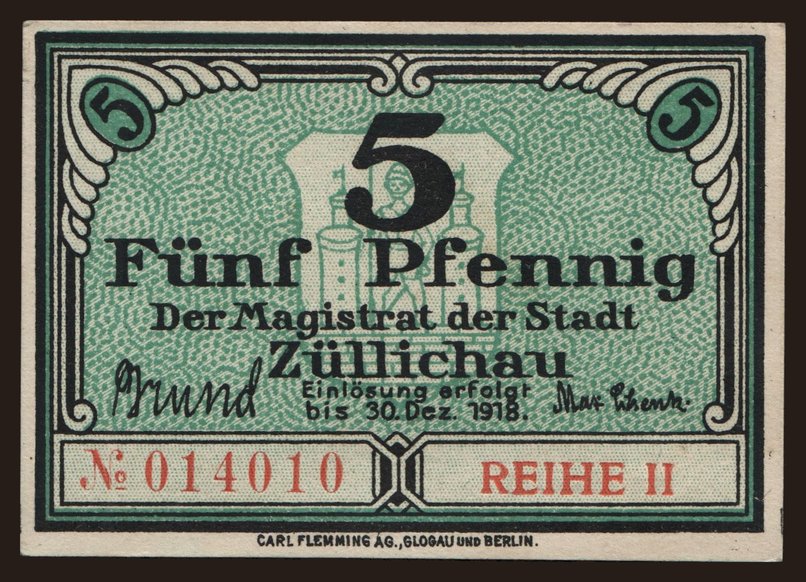 5 5
5
Fünf Pfennig
Der Magistrat der Stadt
Züllichau
Einlösung erfolgt
bis 30. Dez. 1918.
№ 014010
REIHE II
CARL FLEMMING AG., GLOGAU UND BERLIN.